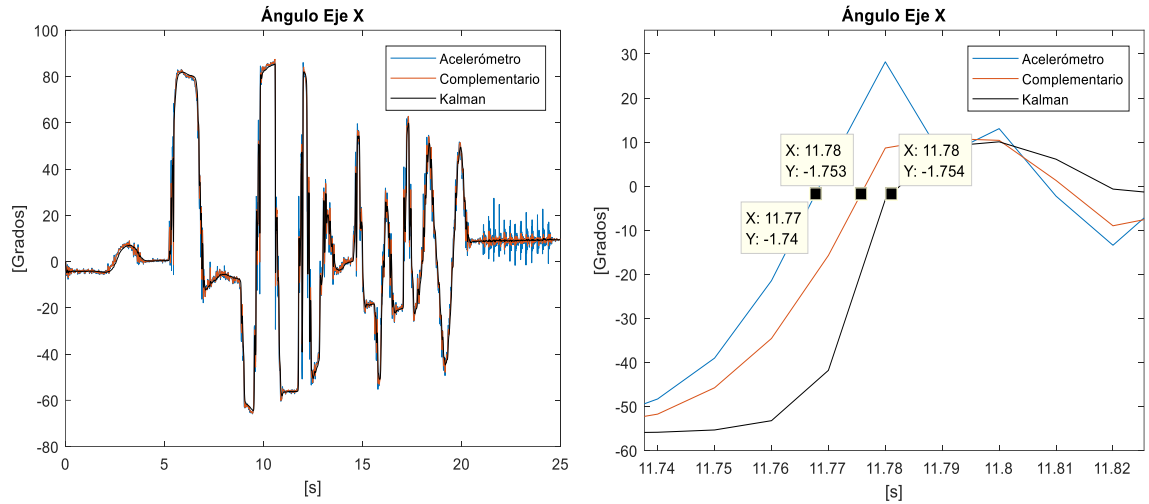 Ángulo Eje X
100
80
60
40
20
0
-20
-40
-60
-80
[Grados]
0 5 10 15 20 25
[s]
Acelerómetro
Complementario
Kalman
Ángulo Eje X
30
20
10
0
-10
-20
-30
-40
-50
-60
[Grados]
11.74 11.75 11.76 11.77 11.78 11.79 11.8 11.81 11.82
[s]
Acelerómetro
Complementario
Kalman
X: 11.78
Y: -1.753
X: 11.78
Y: -1.754
X: 11.77
Y: -1.74